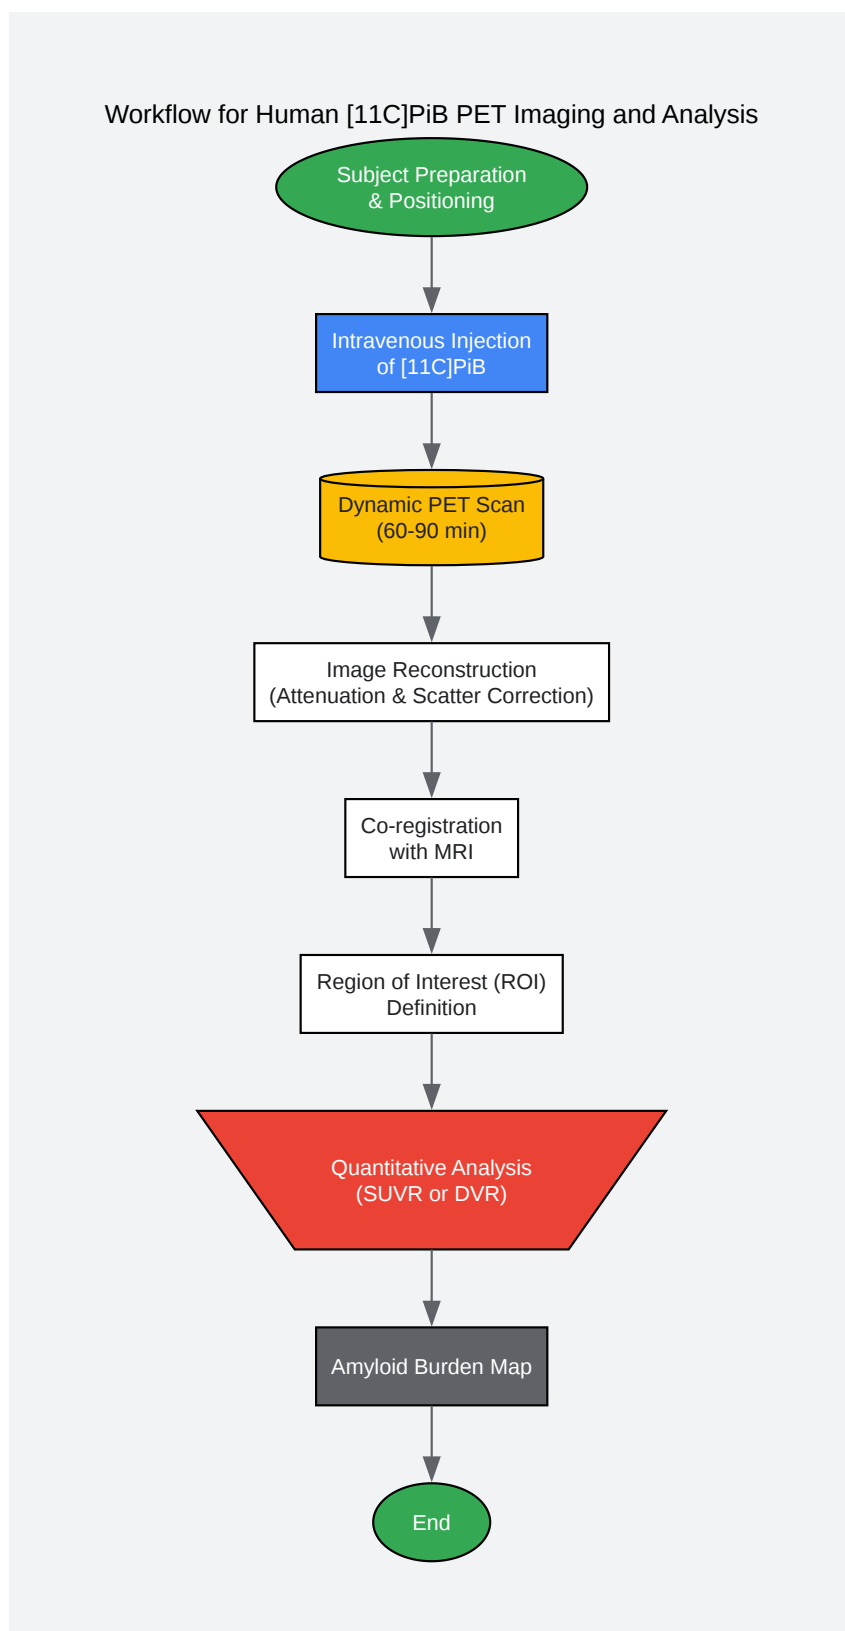 Workflow for Human [11C]PiB PET Imaging and Analysis
Subject Preparation
& Positioning
Intravenous Injection
of [11C]PiB
Dynamic PET Scan
(60-90 min)
Image Reconstruction
(Attenuation & Scatter Correction)
Co-registration
with MRI
Region of Interest (ROI)
Definition
Quantitative Analysis
(SUVR or DVR)
Amyloid Burden Map
End